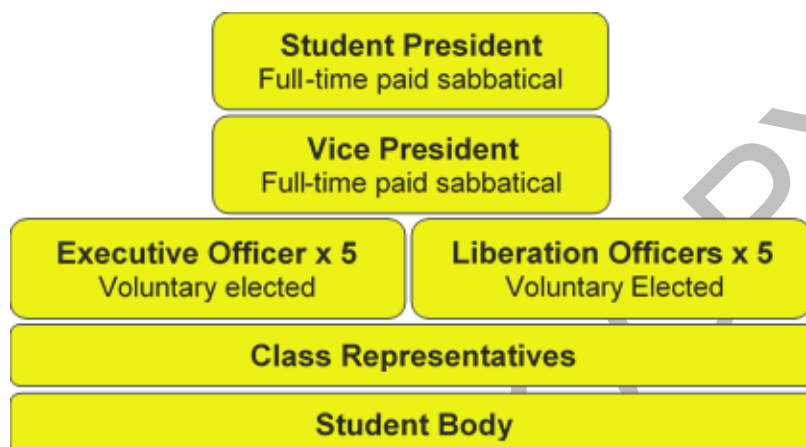 Student President
Full-time paid sabbatical
Vice President
Full-time paid sabbatical
Executive Officer x 5
Voluntary elected
Liberation Officers x 5
Voluntary Elected
Class Representatives
Student Body